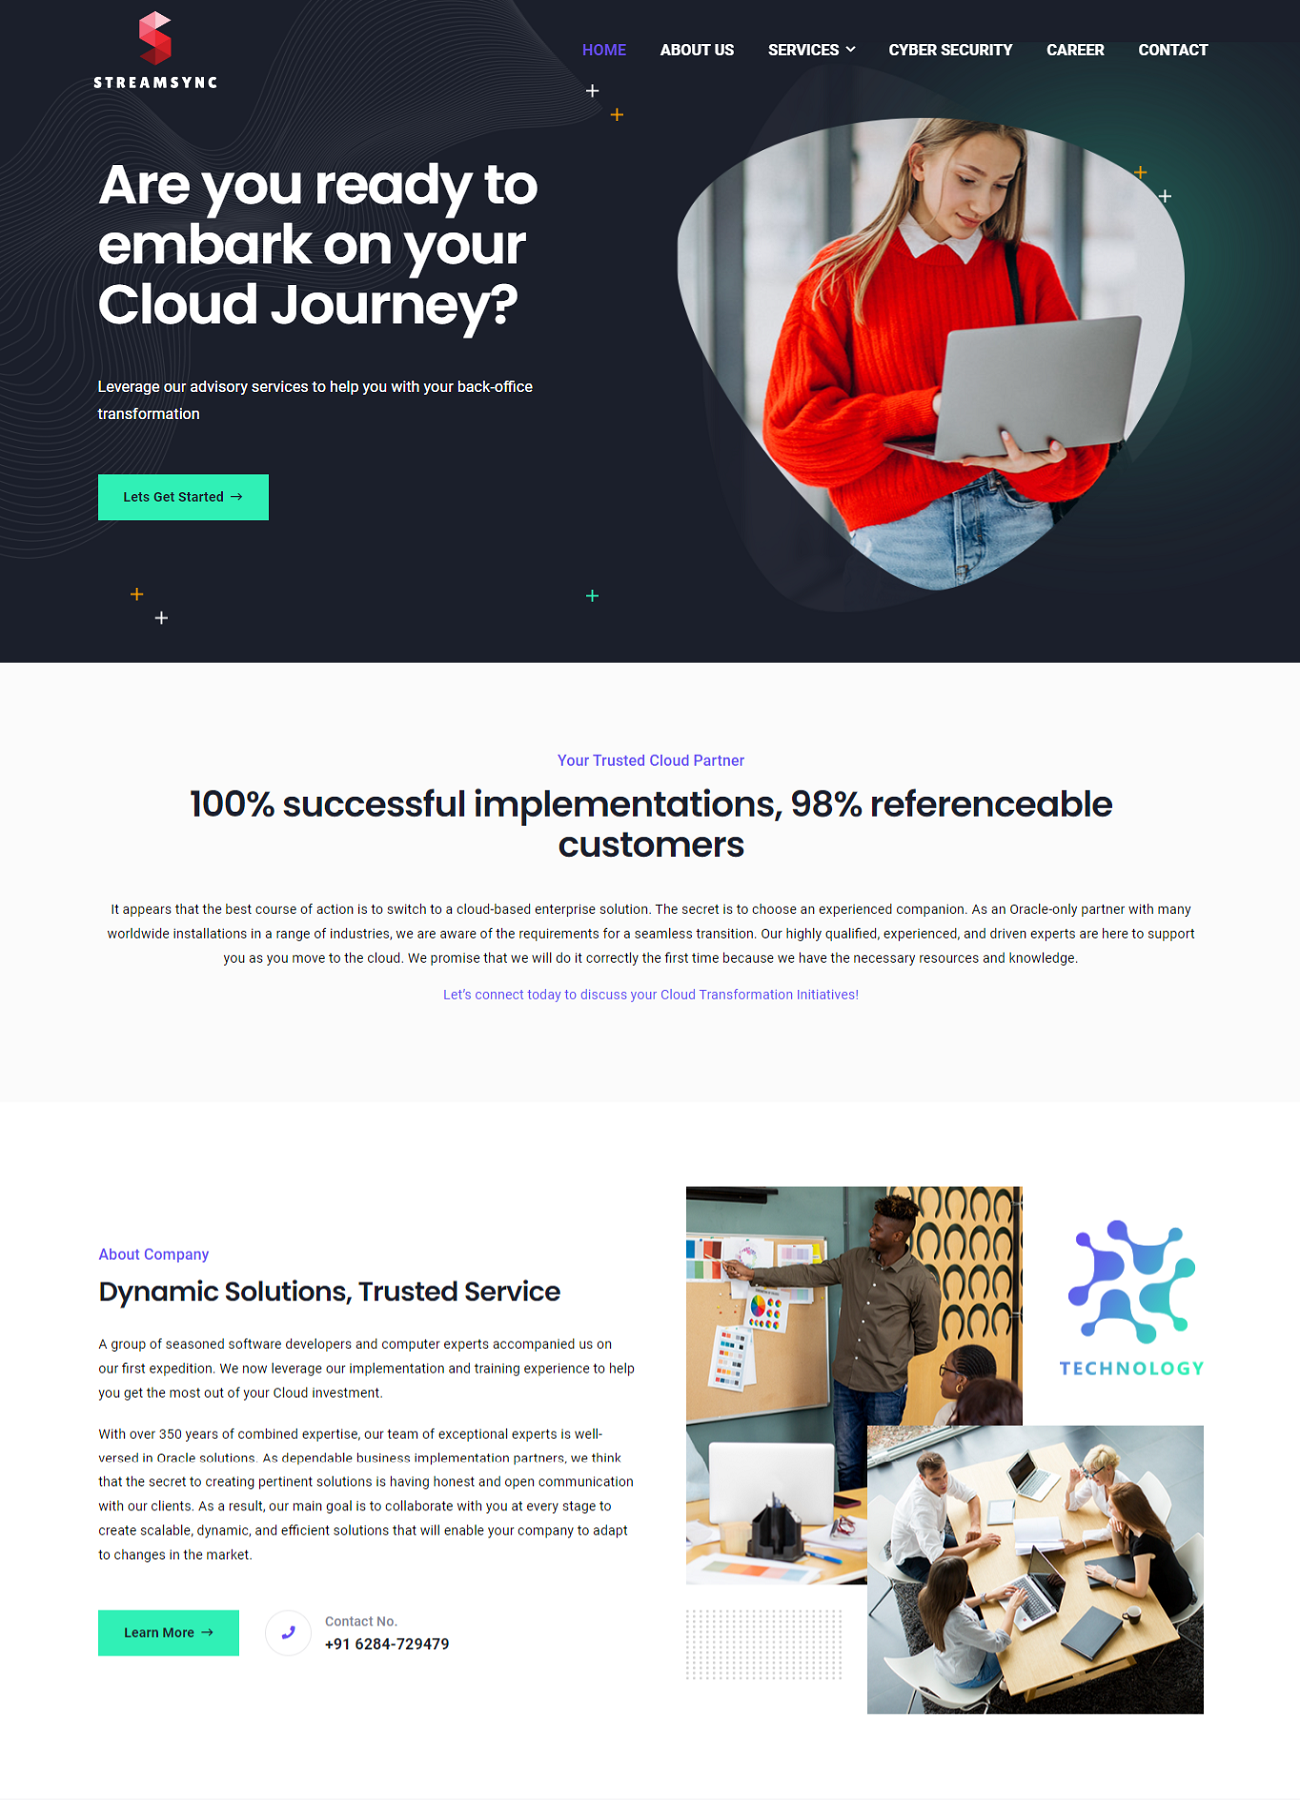 STREAMSYNC
HOME ABOUT US SERVICES CYBER SECURITY CAREER CONTACT
Are you ready to
embark on your
Cloud Journey?
Leverage our advisory services to help you with your back-office
transformation
Lets Get Started →
Your Trusted Cloud Partner
100% successful implementations, 98% referenceable
customers
It appears that the best course of action is to switch to a cloud-based enterprise solution. The secret is to choose an experienced companion. As an Oracle-only partner with many
worldwide installations in a range of industries, we are aware of the requirements for a seamless transition. Our highly qualified, experienced, and driven experts are here to support
you as you move to the cloud. We promise that we will do it correctly the first time because we have the necessary resources and knowledge.
Let's connect today to discuss your Cloud Transformation Initiatives!
About Company
Dynamic Solutions, Trusted Service
A group of seasoned software developers and computer experts accompanied us on
our first expedition. We now leverage our implementation and training experience to help
you get the most out of your Cloud investment.
With over 350 years of combined expertise, our team of exceptional experts is well-
versed in Oracle solutions. As dependable business implementation partners, we think
that the secret to creating pertinent solutions is having honest and open communication
with our clients. As a result, our main goal is to collaborate with you at every stage to
create scalable, dynamic, and efficient solutions that will enable your company to adapt
to changes in the market.
Learn More →
Contact No.
+91 6284-729479
TECHNOLOGY